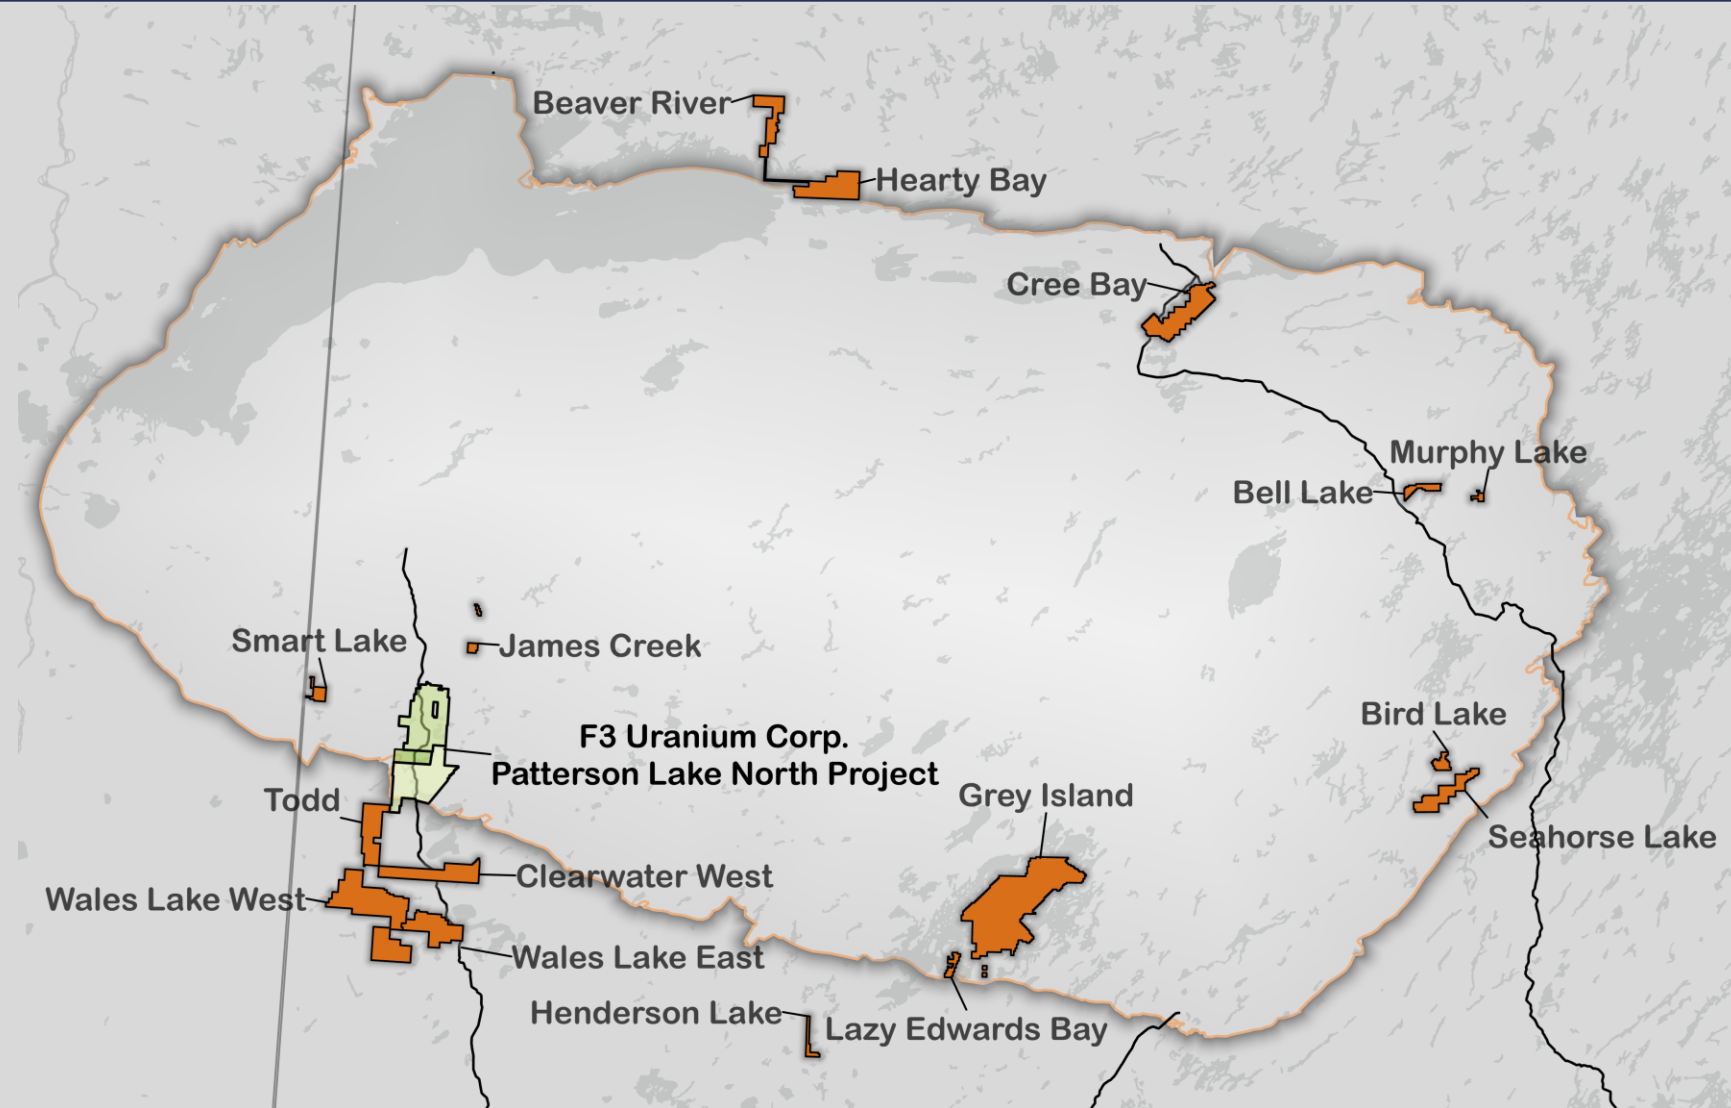 Beaver River
Hearty Bay
Cree Bay
Murphy Lake
Bell Lake
Smart Lake
James Creek
Bird Lake
F3 Uranium Corp.
Patterson Lake North Project
Grey Island
Todd
Seahorse Lake
Clearwater West
Wales Lake West
Wales Lake East
Henderson Lake
Lazy Edwards Bay